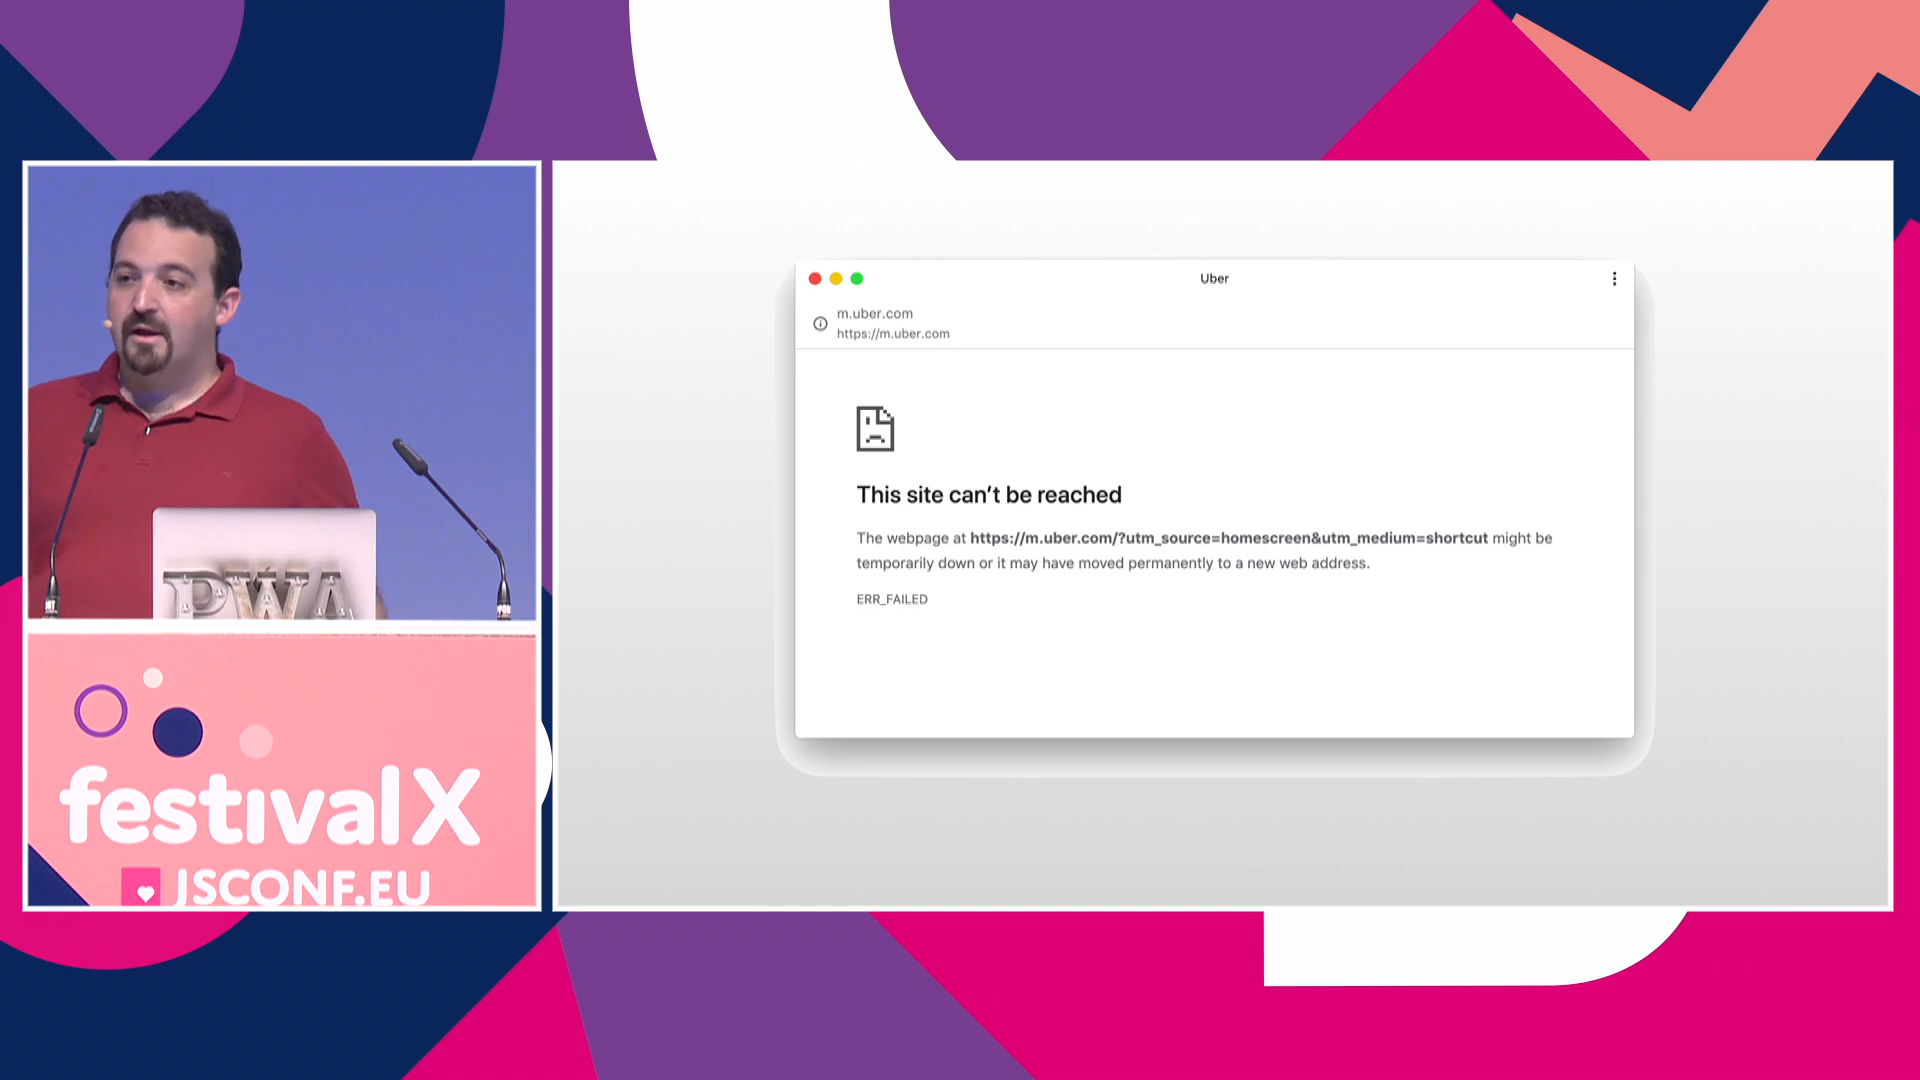 PWA
festivalX
JSCONF.EU
Uber
m.uber.com
https://m.uber.com
This site can’t be reached
The webpage at https://m.uber.com/?utm_source=homescreen&utm_medium=shortcut might be
temporarily down or it may have moved permanently to a new web address.
ERR_FAILED